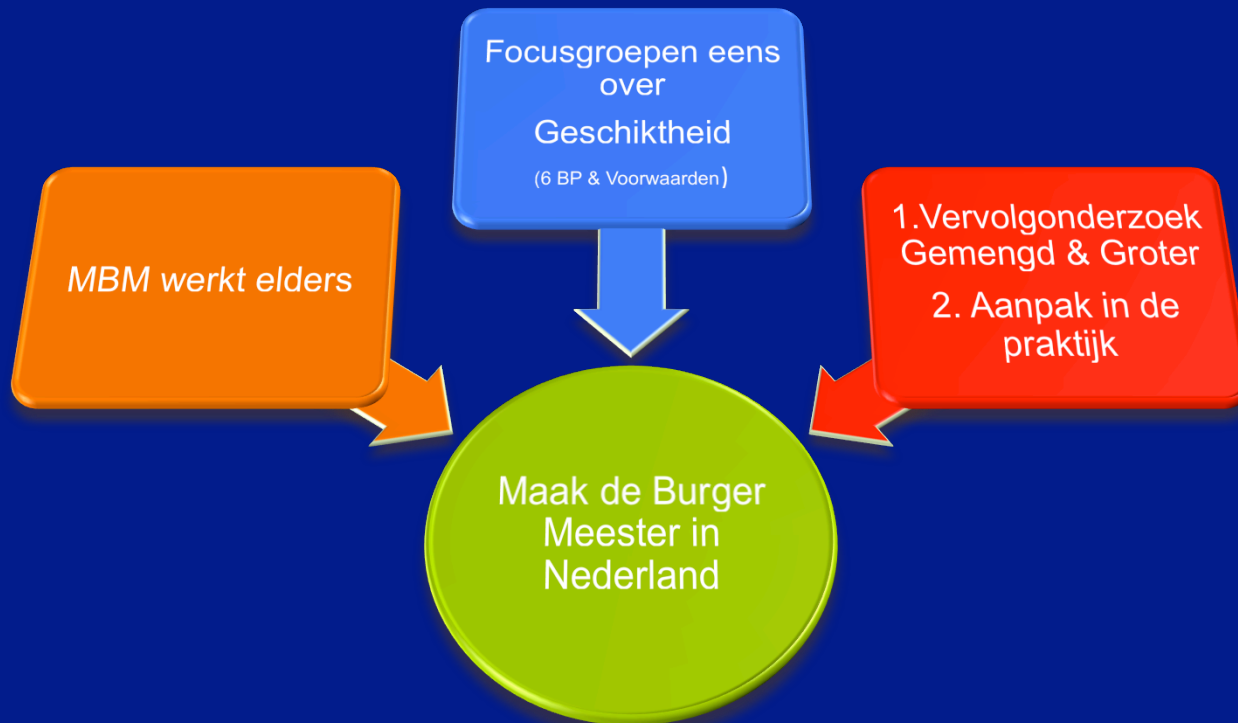 Focusgroepen eens
over
Geschiktheid
(6 BP & Voorwaarden)
MBM werkt elders
1.Vervolgonderzoek
Gemengd & Groter
2. Aanpak in de
praktijk
Maak de Burger
Meester in
Nederland